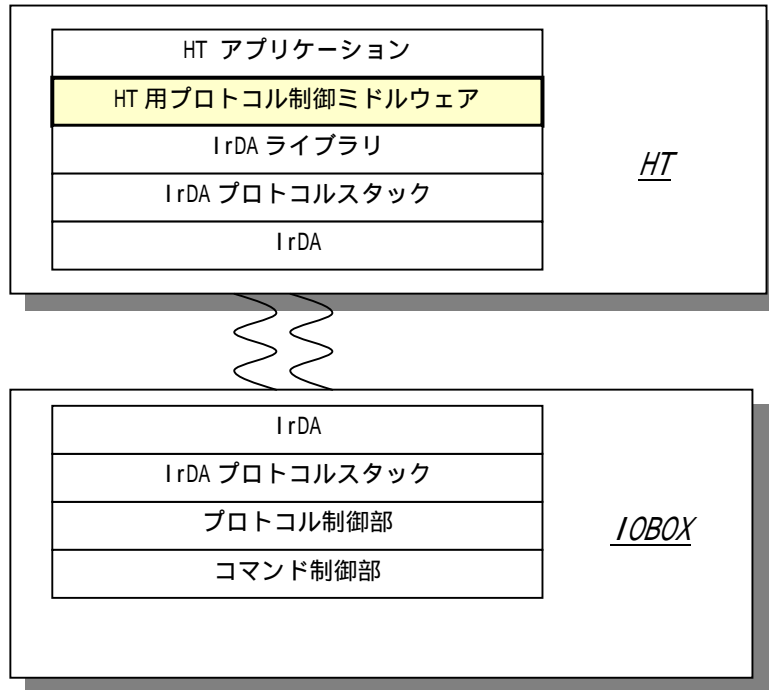 HT アプリケーション
HT 用プロトコル制御ミドルウェア
IrDA ライブラリ
IrDA プロトコルスタック
IrDA
HT
IrDA
IrDA プロトコルスタック
プロトコル制御部
コマンド制御部
IOBOX